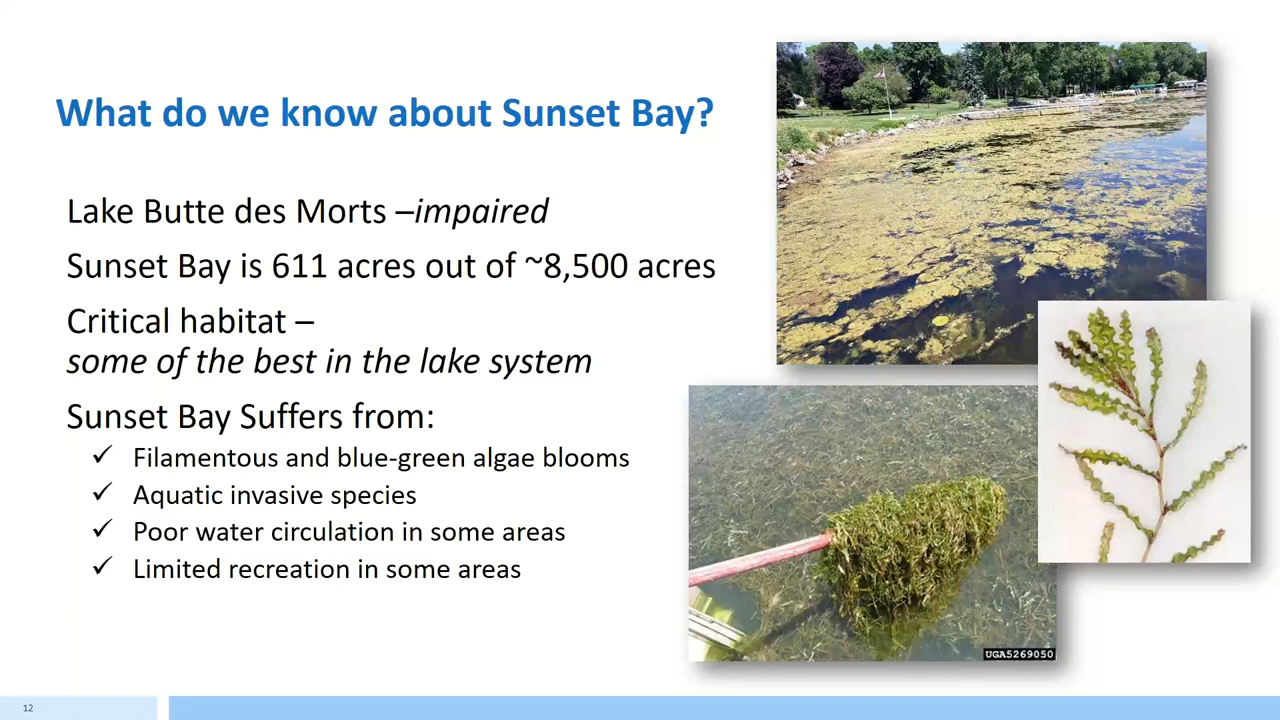 What do we know about Sunset Bay?
Lake Butte des Morts –impaired
Sunset Bay is 611 acres out of ~8,500 acres
Critical habitat –
some of the best in the lake system
Sunset Bay Suffers from:
✓ Filamentous and blue-green algae blooms
✓ Aquatic invasive species
✓ Poor water circulation in some areas
✓ Limited recreation in some areas
UGA5269050
12